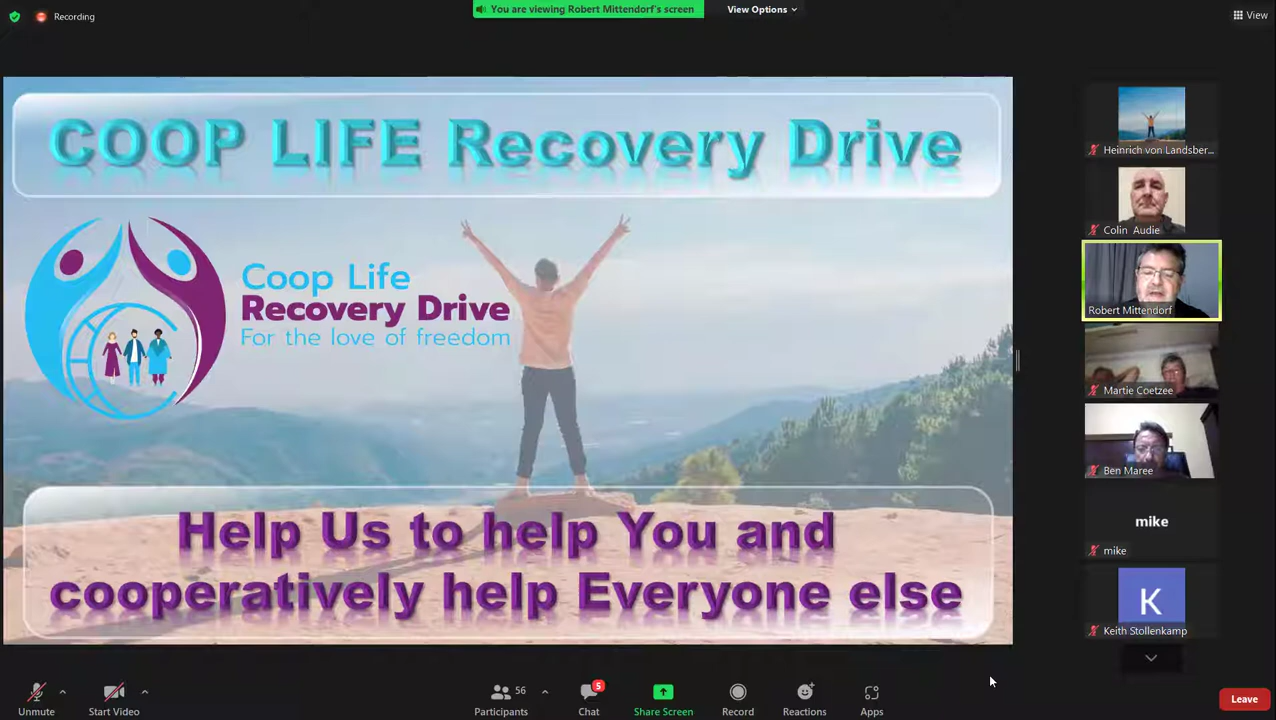 Recording
You are viewing Robert Mittendorf's screen
View Options
View
COOP LIFE Recovery Drive
Coop Life
Recovery Drive
For the love of freedom
Help Us to help You and
cooperatively help Everyone else
Heinrich von Landsber...
Colin Audie
Robert Mittendorf
Martie Coetzee
Ben Maree
mike
mike
K
Keith Stollenkamp
Unmute
Start Video
56
Participants
5
Chat
Share Screen
Record
Reactions
Apps
Leave